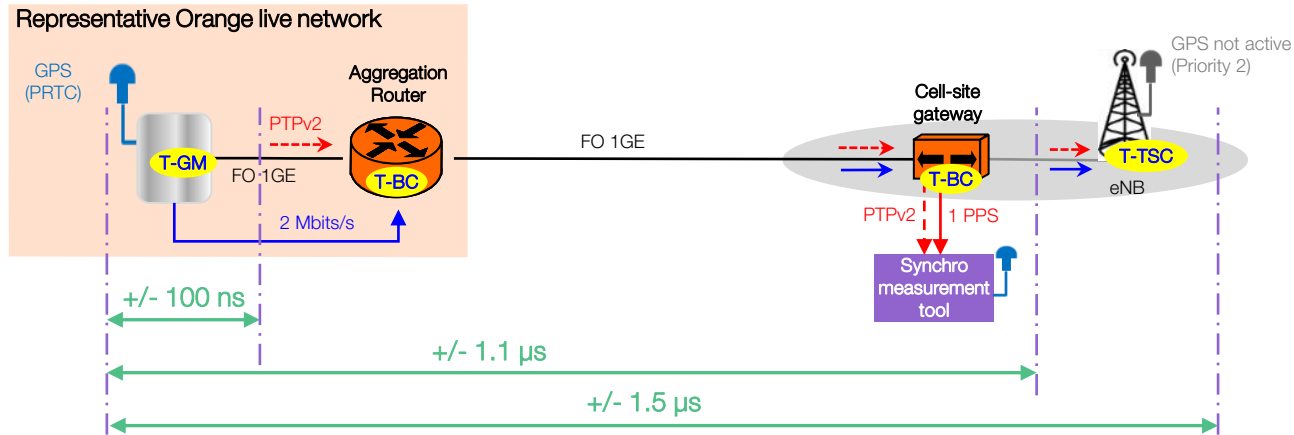 Representative Orange live network
GPS
(PRTC)
Aggregation
Router
PTPv2
T-GM
FO 1GE
T-BC
2 Mbits/s
FO 1GE
Cell-site
gateway
T-BC
GPS not active
(Priority 2)
T-TSC
eNB
PTPv2
1 PPS
Synchro
measurement
tool
+/- 100 ns
+/- 1.1 µs
+/- 1.5 µs